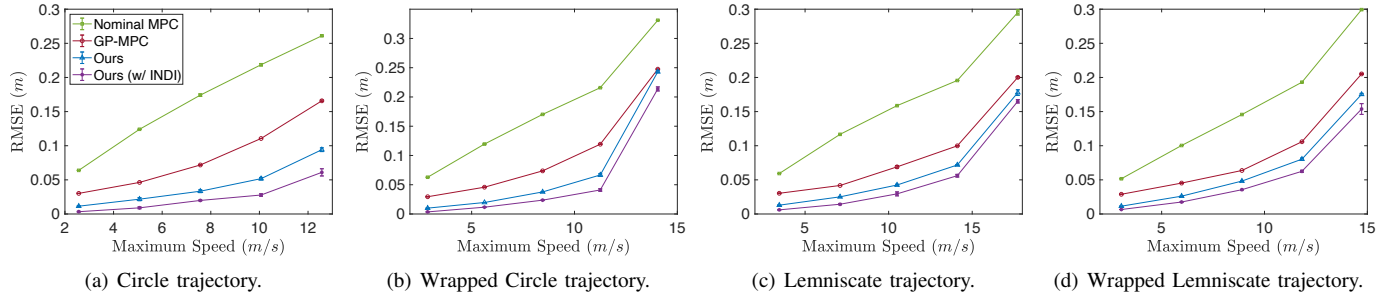 RMSE (m)
0.3
0.25
0.2
0.15
0.1
0.05
0
Nominal MPC
GP-MPC
Ours
Ours (w/ INDI)
2 4 6 8 10 12
Maximum Speed (m/s)
(a) Circle trajectory.
RMSE (m)
0.3
0.2
0.15
0.1
0.05
0
5 10 15
Maximum Speed (m/s)
(b) Wrapped Circle trajectory.
RMSE (m)
0.3
0.25
0.2
0.15
0.1
0.05
0
5 10 15
Maximum Speed (m/s)
(c) Lemniscate trajectory.
RMSE (m)
0.3
0.25
0.2
0.15
0.1
0.05
0
5 10 15
Maximum Speed (m/s)
(d) Wrapped Lemniscate trajectory.